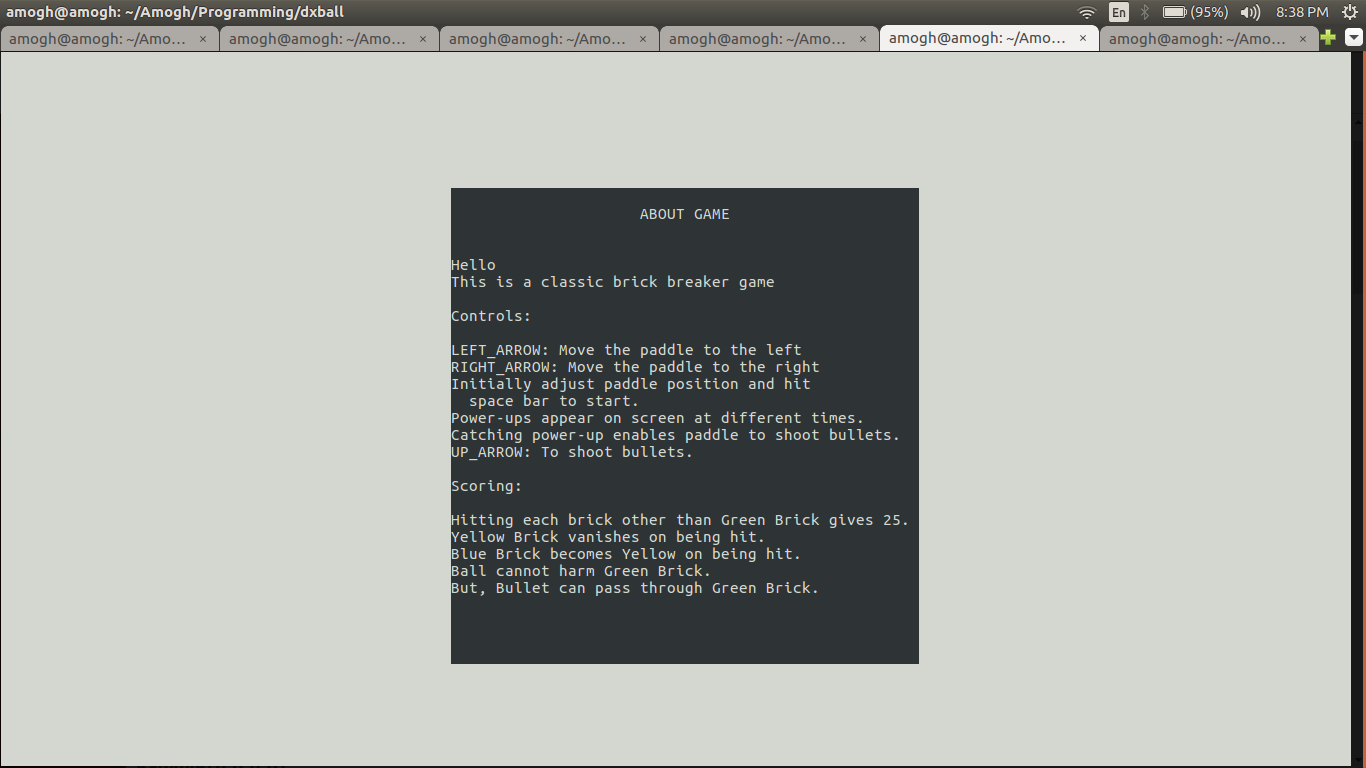 amogh@amogh: ~/Amogh/Programming/dxball
En
(95%)
8:38 PM
amogh@amogh: ~/Amo... ×
amogh@amogh: ~/Amo... ×
amogh@amogh: ~/Amo... ×
amogh@amogh: ~/Amo... ×
amogh@amogh: ~/Amo... ×
amogh@amogh: ~/Amo... ×
ABOUT GAME
Hello
This is a classic brick breaker game
Controls:
LEFT_ARROW: Move the paddle to the left
RIGHT_ARROW: Move the paddle to the right
Initially adjust paddle position and hit
space bar to start.
Power-ups appear on screen at different times.
Catching power-up enables paddle to shoot bullets.
UP_ARROW: To shoot bullets.
Scoring:
Hitting each brick other than Green Brick gives 25.
Yellow Brick vanishes on being hit.
Blue Brick becomes Yellow on being hit.
Ball cannot harm Green Brick.
But, Bullet can pass through Green Brick.